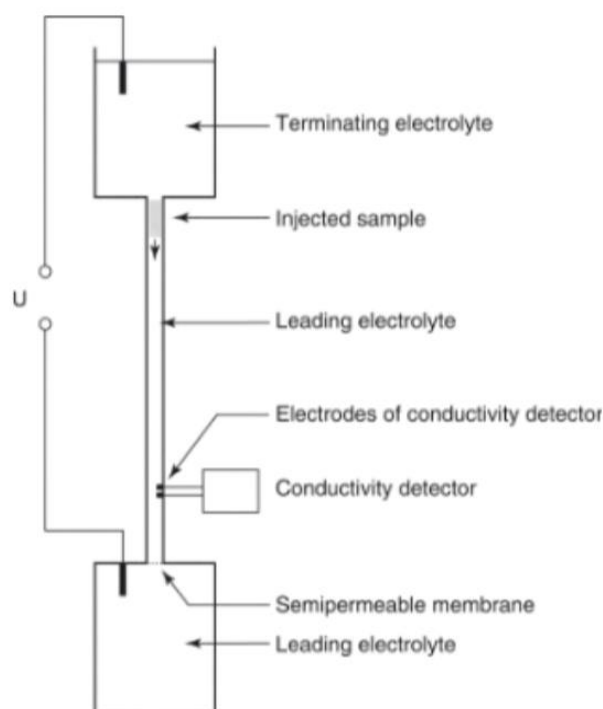 Terminating electrolyte
Injected sample
U
Leading electrolyte
Electrodes of conductivity detector
Conductivity detector
Semipermeable membrane
Leading electrolyte